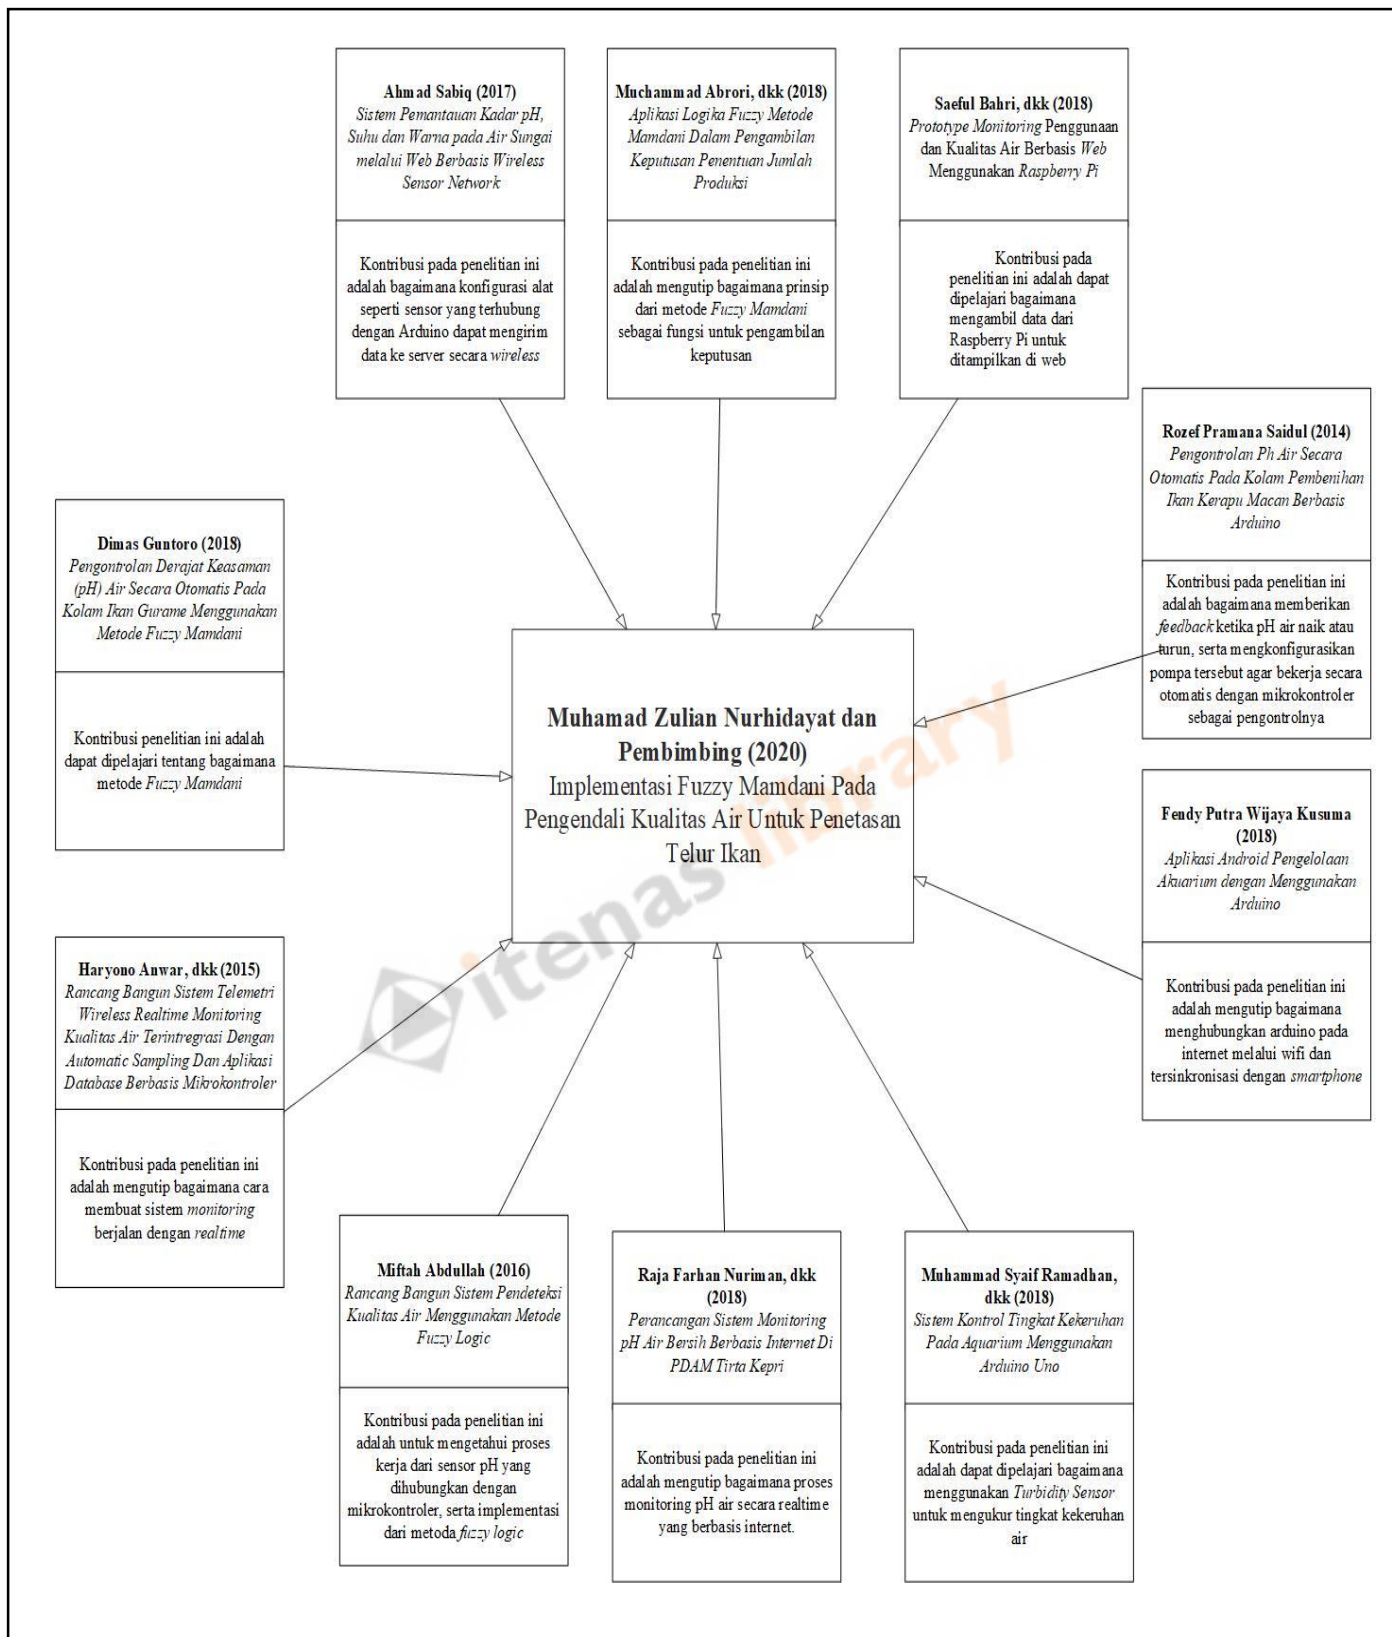 Ahmad Sabiq (2017)
Sistem Pemantauan Kadar pH,
Suhu dan Warna pada Air Sungai
melalui Web Berbasis Wireless
Sensor Network
Kontribusi pada penelitian ini
adalah bagaimana konfigurasi alat
seperti sensor yang terhubung
dengan Arduino dapat mengirim
data ke server secara wireless
Muchammad Abrori, dkk (2018)
Aplikasi Logika Fuzzy Metode
Mamdani Dalam Pengambilan
Keputusan Penentuan Jumlah
Produksi
Kontribusi pada penelitian ini
adalah mengutip bagaimana prinsip
dari metode Fuzzy Mamdani
sebagai fungsi untuk pengambilan
keputusan
Saeful Bahri, dkk (2018)
Prototype Monitoring Penggunaan
dan Kualitas Air Berbasis Web
Menggunakan Raspberry Pi
Kontribusi pada
penelitian ini adalah dapat
dipelajari bagaimana
mengambil data dari
Raspberry Pi untuk
ditampilkan di web
Rozef Pramana Saidul (2014)
Pengontrolan Ph Air Secara
Otomatis Pada Kolam Pembenihan
Ikan Kerapu Macan Berbasis
Arduino
Kontribusi pada penelitian ini
adalah bagaimana memberikan
feedback ketika pH air naik atau
turun, serta mengkonfigurasikan
pompa tersebut agar bekerja secara
otomatis dengan mikrokontroler
sebagai pengontrolnya
Dimas Guntoro (2018)
Pengontrolan Derajat Keasaman
(pH) Air Secara Otomatis Pada
Kolam Ikan Gurame Menggunakan
Metode Fuzzy Mamdani
Kontribusi penelitian ini adalah
dapat dipelajari tentang bagaimana
metode Fuzzy Mamdani
Muhamad Zulian Nurhidayat dan
Pembimbing (2020)
Implementasi Fuzzy Mamdani Pada
Pengendali Kualitas Air Untuk Penetasan
Telur Ikan
itenas library
Fendy Putra Wijaya Kusuma
(2018)
Aplikasi Android Pengelolaan
Akuarium dengan Menggunakan
Arduino
Kontribusi pada penelitian ini
adalah mengutip bagaimana
menghubungkan arduino pada
internet melalui wifi dan
tersinkronisasi dengan smartphone
Haryono Anwar, dkk (2015)
Rancang Bangun Sistem Telemetri
Wireless Realtime Monitoring
Kualitas Air Terintregrasi Dengan
Automatic Sampling Dan Aplikasi
Database Berbasis Mikrokontroler
Kontribusi pada penelitian ini
adalah mengutip bagaimana cara
membuat sistem monitoring
berjalan dengan realtime
Miftah Abdullah (2016)
Rancang Bangun Sistem Pendeteksi
Kualitas Air Menggunakan Metode
Fuzzy Logic
Kontribusi pada penelitian ini
adalah untuk mengetahui proses
kerja dari sensor pH yang
dihubungkan dengan
mikrokontroler, serta implementasi
dari metoda fuzzy logic
Raja Farhan Nuriman, dkk
(2018)
Perancangan Sistem Monitoring
pH Air Bersih Berbasis Internet Di
PDAM Tirta Kepri
Kontribusi pada penelitian ini
adalah mengutip bagaimana proses
monitoring pH air secara realtime
yang berbasis internet.
Muhammad Syaif Ramadhan,
dkk (2018)
Sistem Kontrol Tingkat Kekeruhan
Pada Aquarium Menggunakan
Arduino Uno
Kontribusi pada penelitian ini
adalah dapat dipelajari bagaimana
menggunakan Turbidity Sensor
untuk mengukur tingkat kekeruhan
air